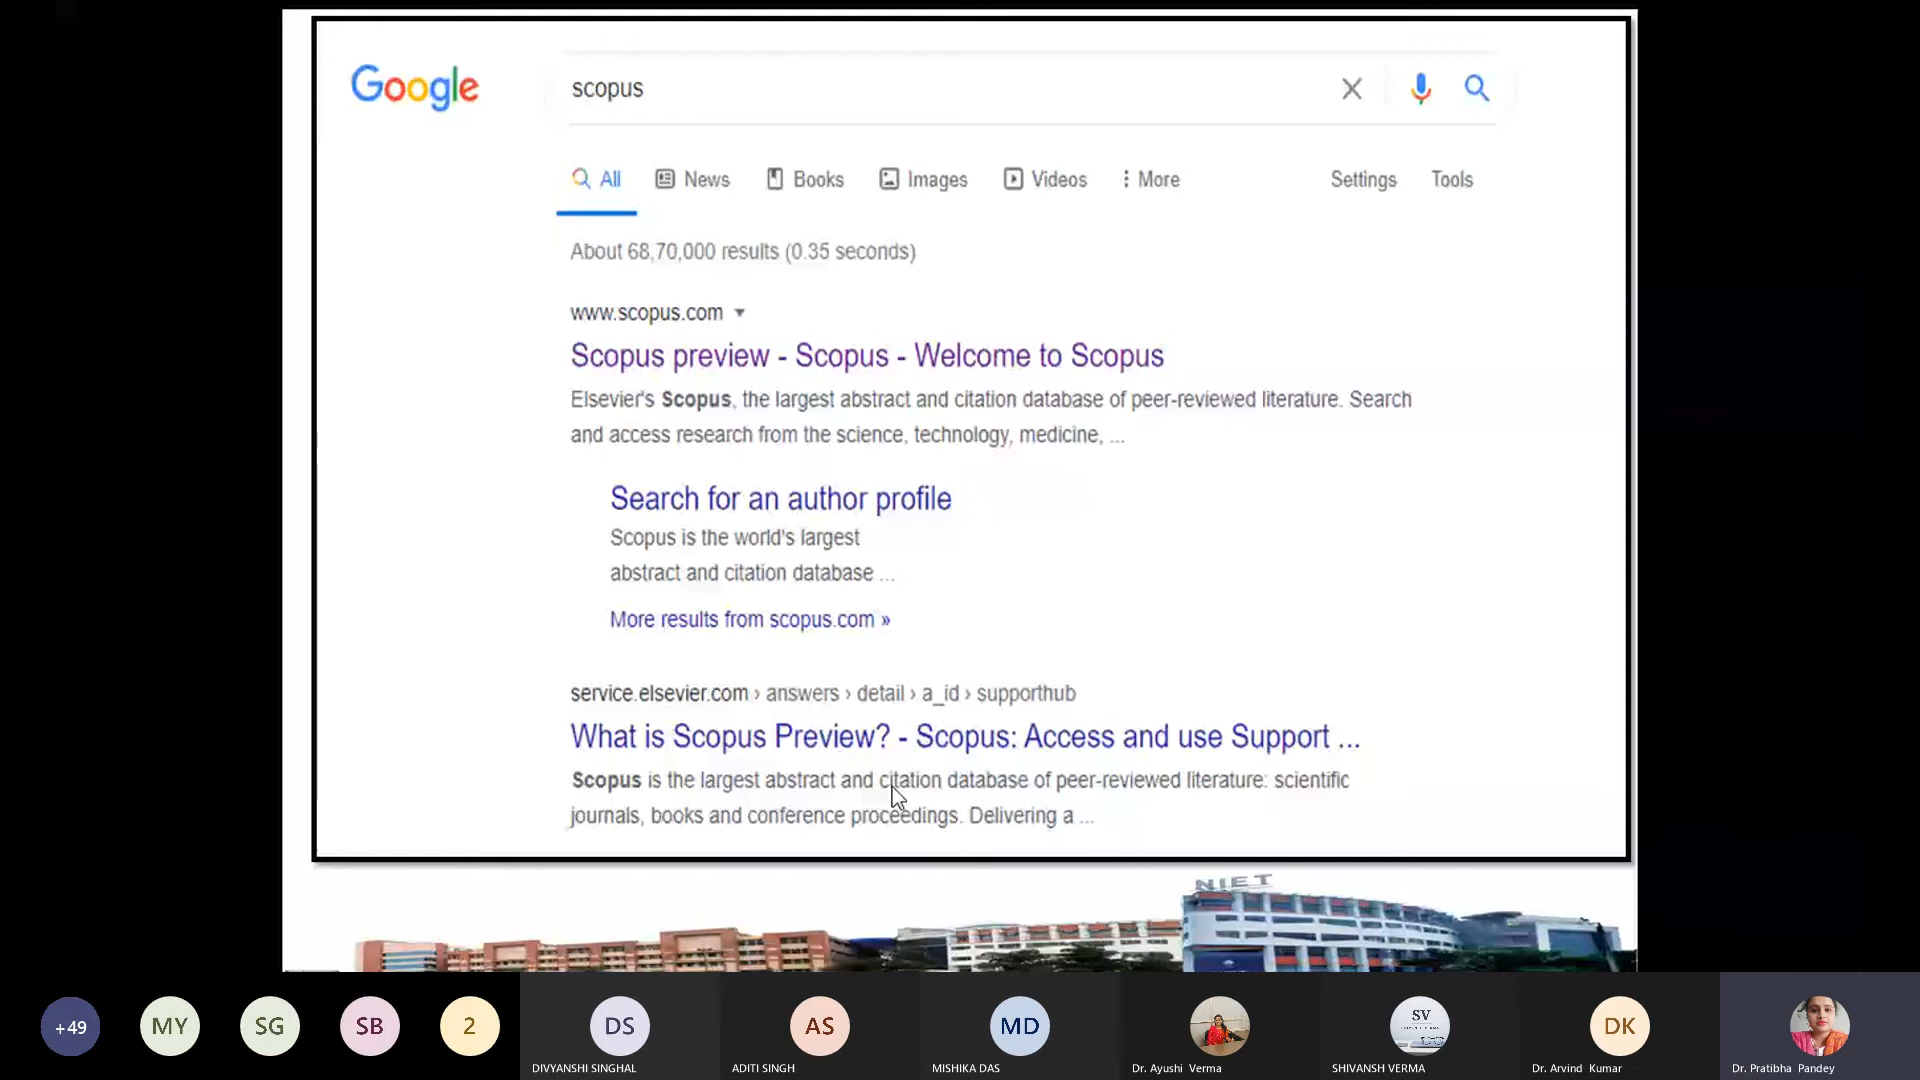 Google
scopus
All News Books Images Videos More Settings Tools
About 68,70,000 results (0.35 seconds)
www.scopus.com
Scopus preview - Scopus - Welcome to Scopus
Elsevier's Scopus, the largest abstract and citation database of peer-reviewed literature. Search
and access research from the science, technology, medicine, ...
Search for an author profile
Scopus is the world's largest
abstract and citation database ...
More results from scopus.com »
service.elsevier.com › answers › detail › a_id › supporthub
What is Scopus Preview? - Scopus: Access and use Support ...
Scopus is the largest abstract and citation database of peer-reviewed literature: scientific
journals, books and conference proceedings. Delivering a ...
NIET
+49 MY SG SB 2 DS AS MD SV DK
DIVYANSHI SINGHAL ADITI SINGH MISHIKA DAS Dr. Ayushi Verma SHIVANSH VERMA Dr. Arvind Kumar Dr. Pratibha Pandey